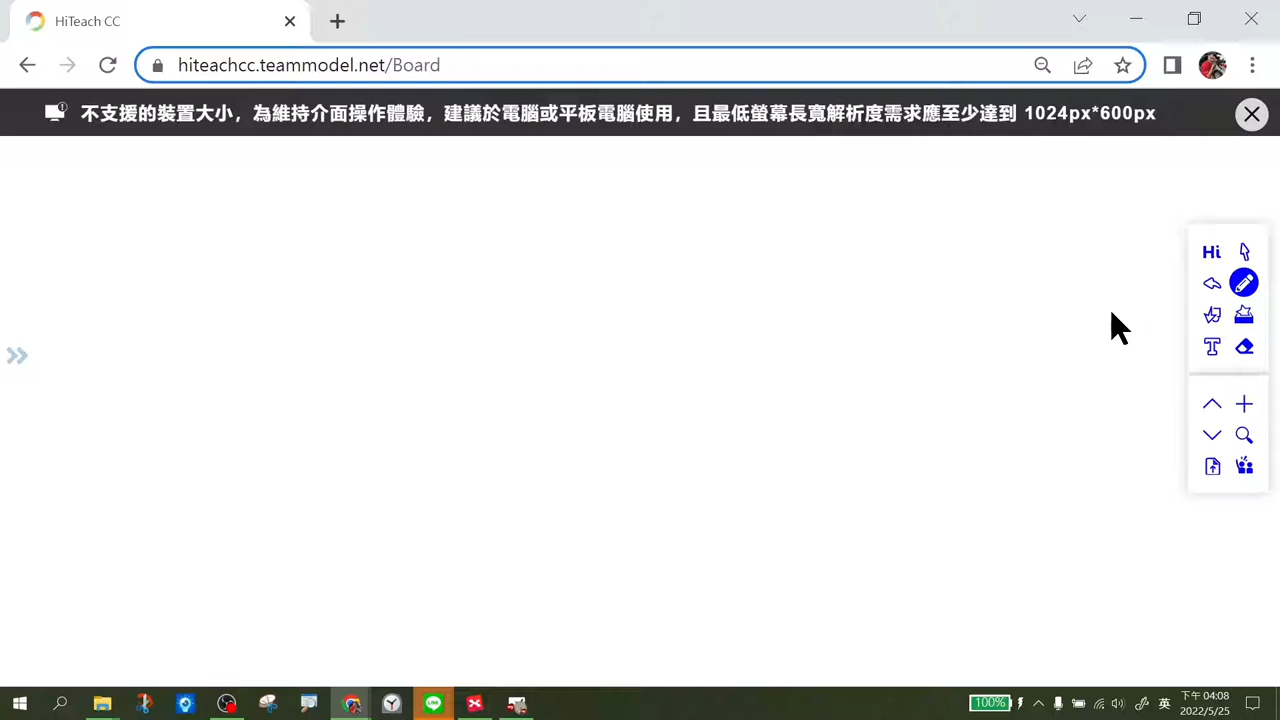 HiTeach CC
hiteachcc.teammodel.net/Board
不支援的裝置大小，為維持介面操作體驗，建議於電腦或平板電腦使用，且最低螢幕長寬解析度需求應至少達到 1024px*600px
Hi
T
100%
英
下午 04:08
2022/5/25